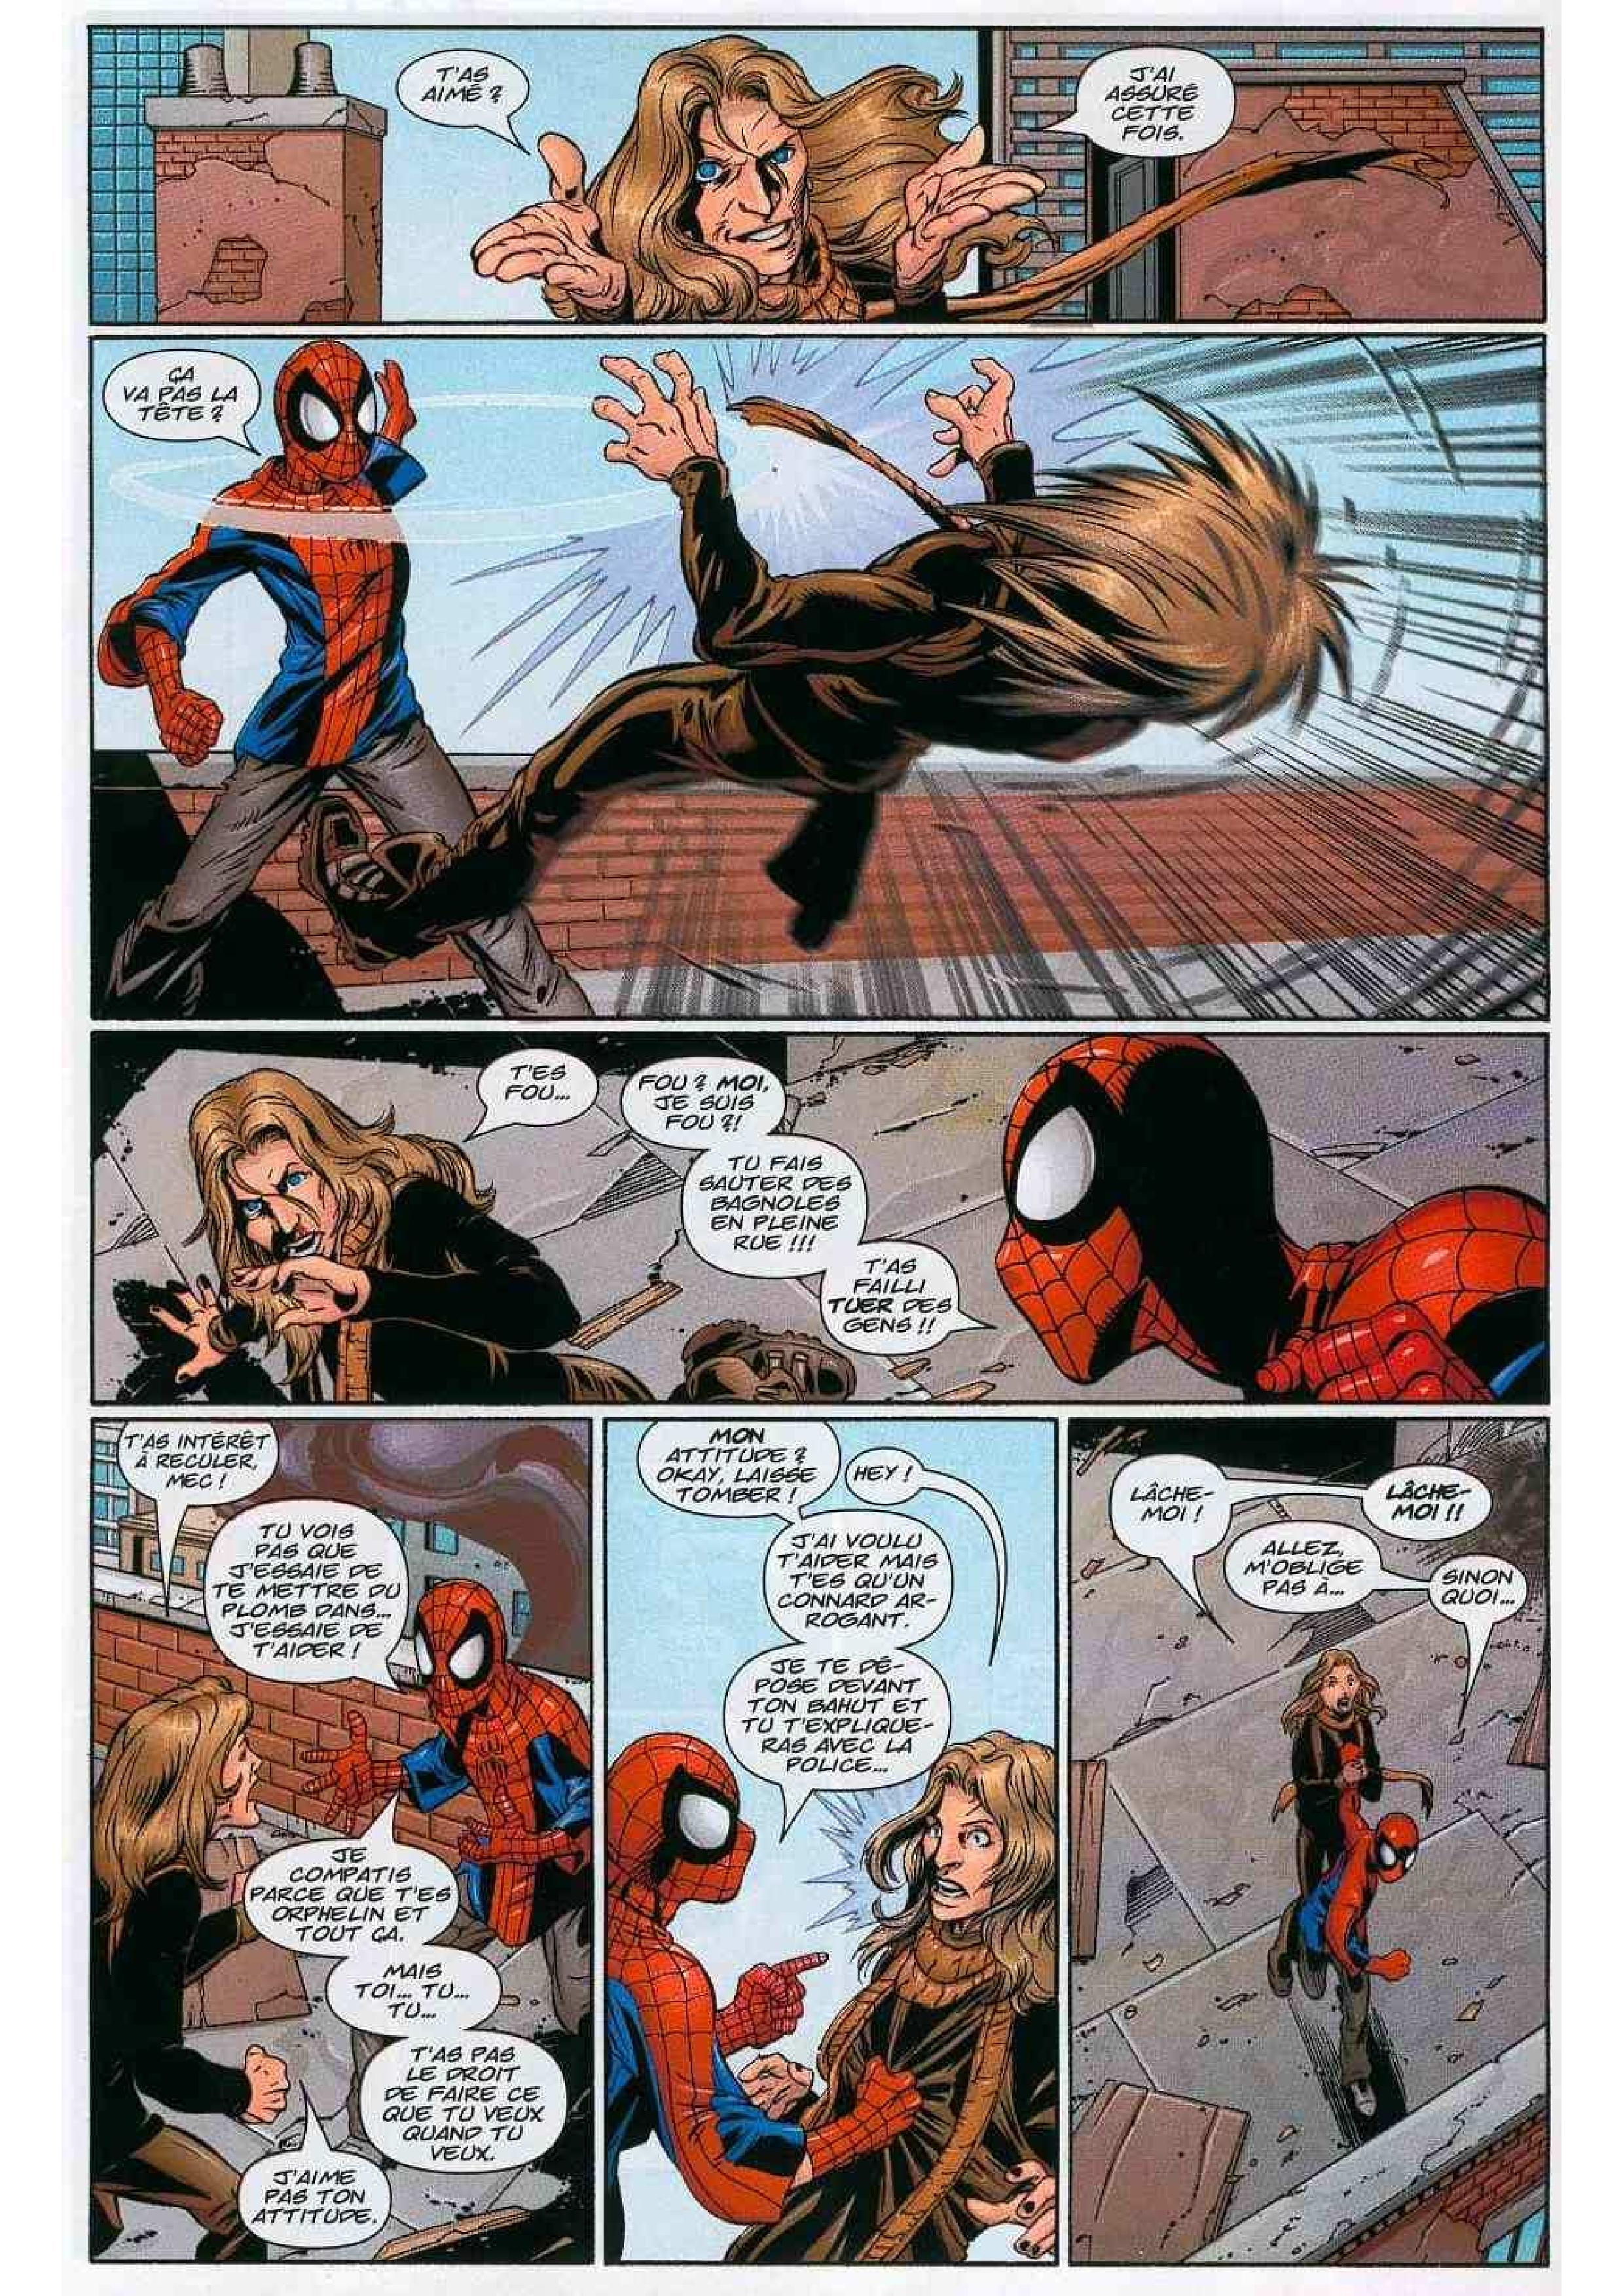 T'AS
AIMÉ ?
J'AI
ASSURÉ
CETTE
FOIS.
ÇA
VA PAS LA
TÊTE ?
T'ES
FOU...
FOU ? MOI,
JE SUIS
FOU ?!
TU FAIS
SAUTER DES
BAGNOLES
EN PLEINE
RUE !!!
T'AS
FAILLI
TUER DES
GENS !!
T'AS INTÉRÊT
À RECULER,
MEC !
TU VOIS
PAS QUE
J'ESSAIE DE
TE METTRE DU
PLOMB DANS...
J'ESSAIE DE
T'AIDER !
JE
COMPATIS
PARCE QUE T'ES
ORPHELIN ET
TOUT ÇA.
MAIS
TOI... TU...
TU...
T'AS PAS
LE DROIT
DE FAIRE CE
QUE TU VEUX
QUAND TU
VEUX.
J'AIME
PAS TON
ATTITUDE.
MON
ATTITUDE ?
OKAY, LAISSE
TOMBER !
HEY !
J'AI VOULU
T'AIDER MAIS
T'ES QU'UN
CONNARD AR-
ROGANT.
JE TE DÉ-
POSE DEVANT
TON BAHUT ET
TU T'EXPLIQUE-
RAS AVEC LA
POLICE...
LÂCHE-
MOI !
LÂCHE-
MOI !!
ALLEZ,
M'OBLIGE
PAS À...
SINON
QUOI...